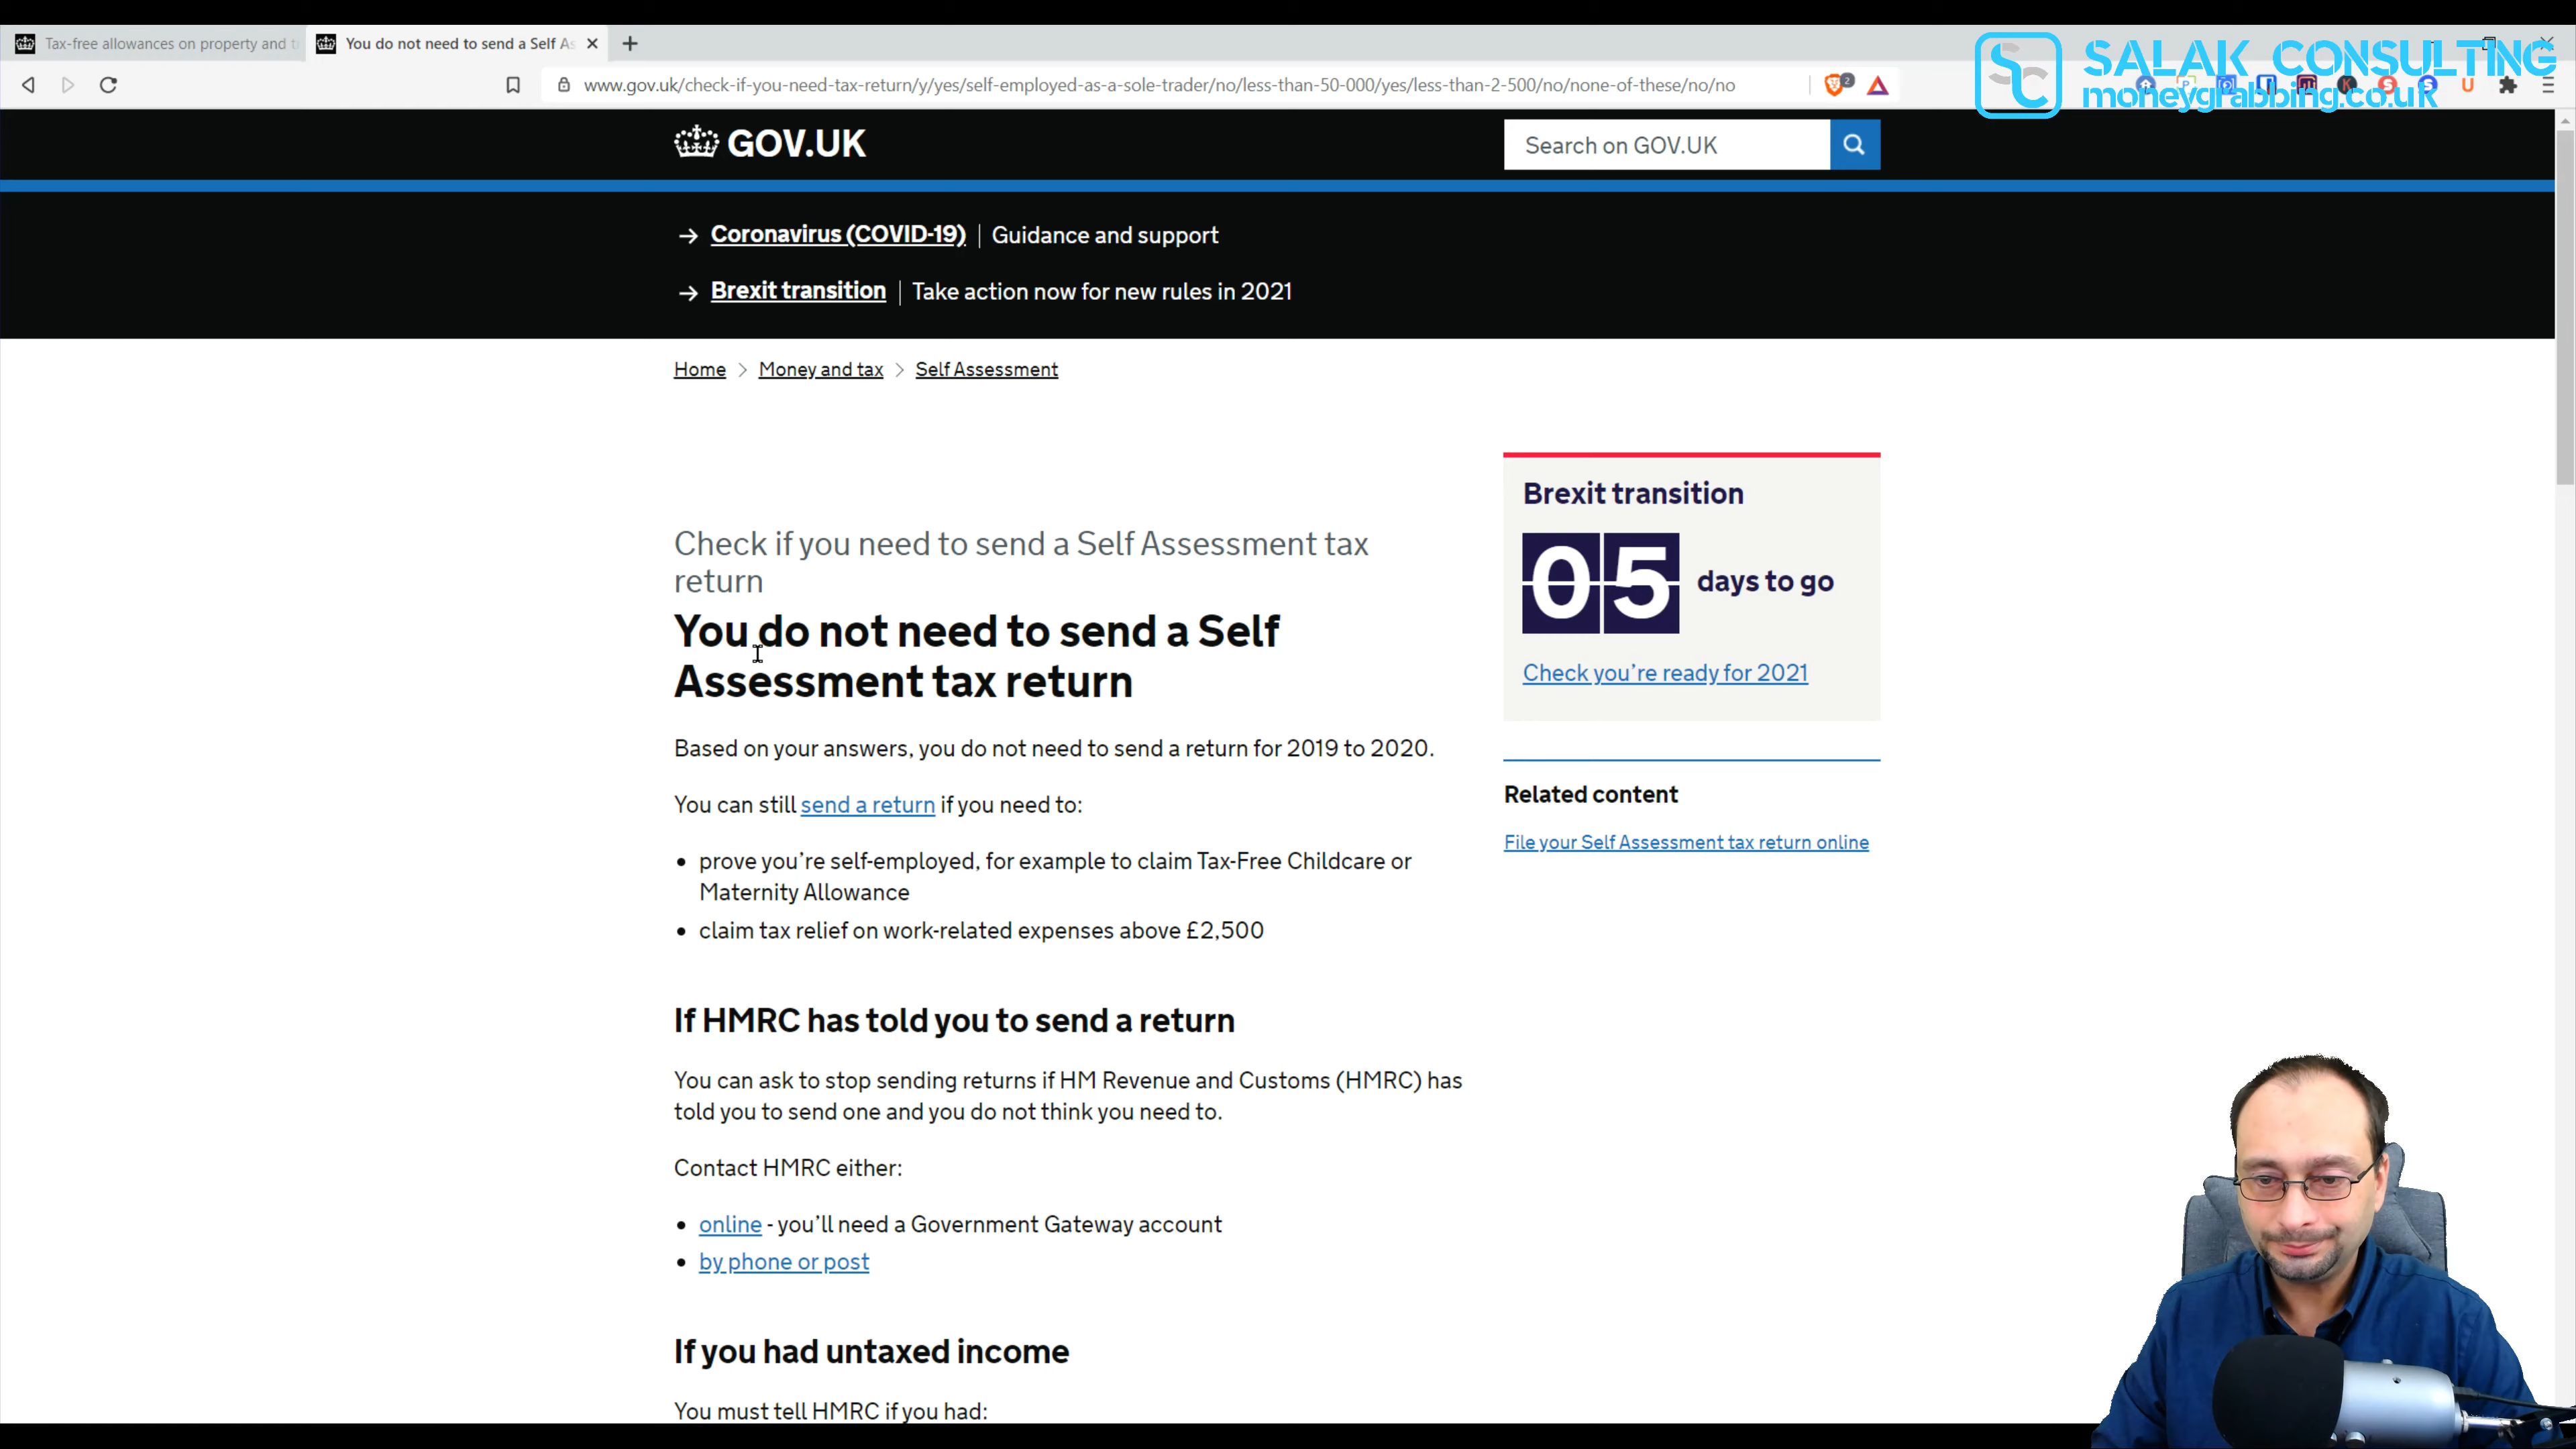 Tax-free allowances on property and t
You do not need to send a Self As
SALAK CONSULTING
moneygrabbing.co.uk
www.gov.uk/check-if-you-need-tax-return/y/yes/self-employed-as-a-sole-trader/no/less-than-50-000/yes/less-than-2-500/no/none-of-these/no/no
2
GOV.UK
Search on GOV.UK
Coronavirus (COVID-19) | Guidance and support
Brexit transition | Take action now for new rules in 2021
Home > Money and tax > Self Assessment
Check if you need to send a Self Assessment tax
return
You do not need to send a Self
Assessment tax return
Based on your answers, you do not need to send a return for 2019 to 2020.
You can still send a return if you need to:
• prove you're self-employed, for example to claim Tax-Free Childcare or
Maternity Allowance
• claim tax relief on work-related expenses above £2,500
If HMRC has told you to send a return
You can ask to stop sending returns if HM Revenue and Customs (HMRC) has
told you to send one and you do not think you need to.
Contact HMRC either:
• online - you'll need a Government Gateway account
• by phone or post
If you had untaxed income
You must tell HMRC if you had:
Brexit transition
05 days to go
Check you're ready for 2021
Related content
File your Self Assessment tax return online